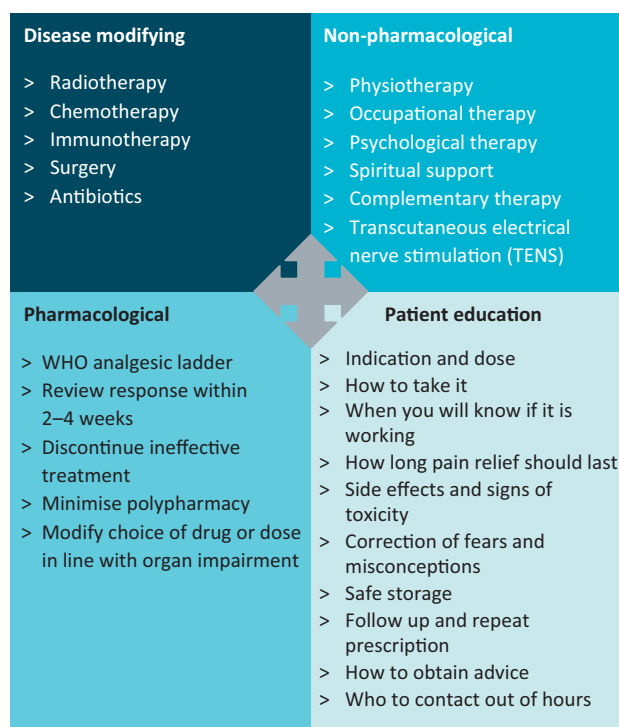 Disease modifying
> Radiotherapy
> Chemotherapy
> Immunotherapy
> Surgery
> Antibiotics
Non-pharmacological
> Physiotherapy
> Occupational therapy
> Psychological therapy
> Spiritual support
> Complementary therapy
> Transcutaneous electrical
nerve stimulation (TENS)
Pharmacological
> WHO analgesic ladder
> Review response within
2–4 weeks
> Discontinue ineffective
treatment
> Minimise polypharmacy
> Modify choice of drug or dose
in line with organ impairment
Patient education
> Indication and dose
> How to take it
> When you will know if it is
working
> How long pain relief should last
> Side effects and signs of
toxicity
> Correction of fears and
misconceptions
> Safe storage
> Follow up and repeat
prescription
> How to obtain advice
> Who to contact out of hours